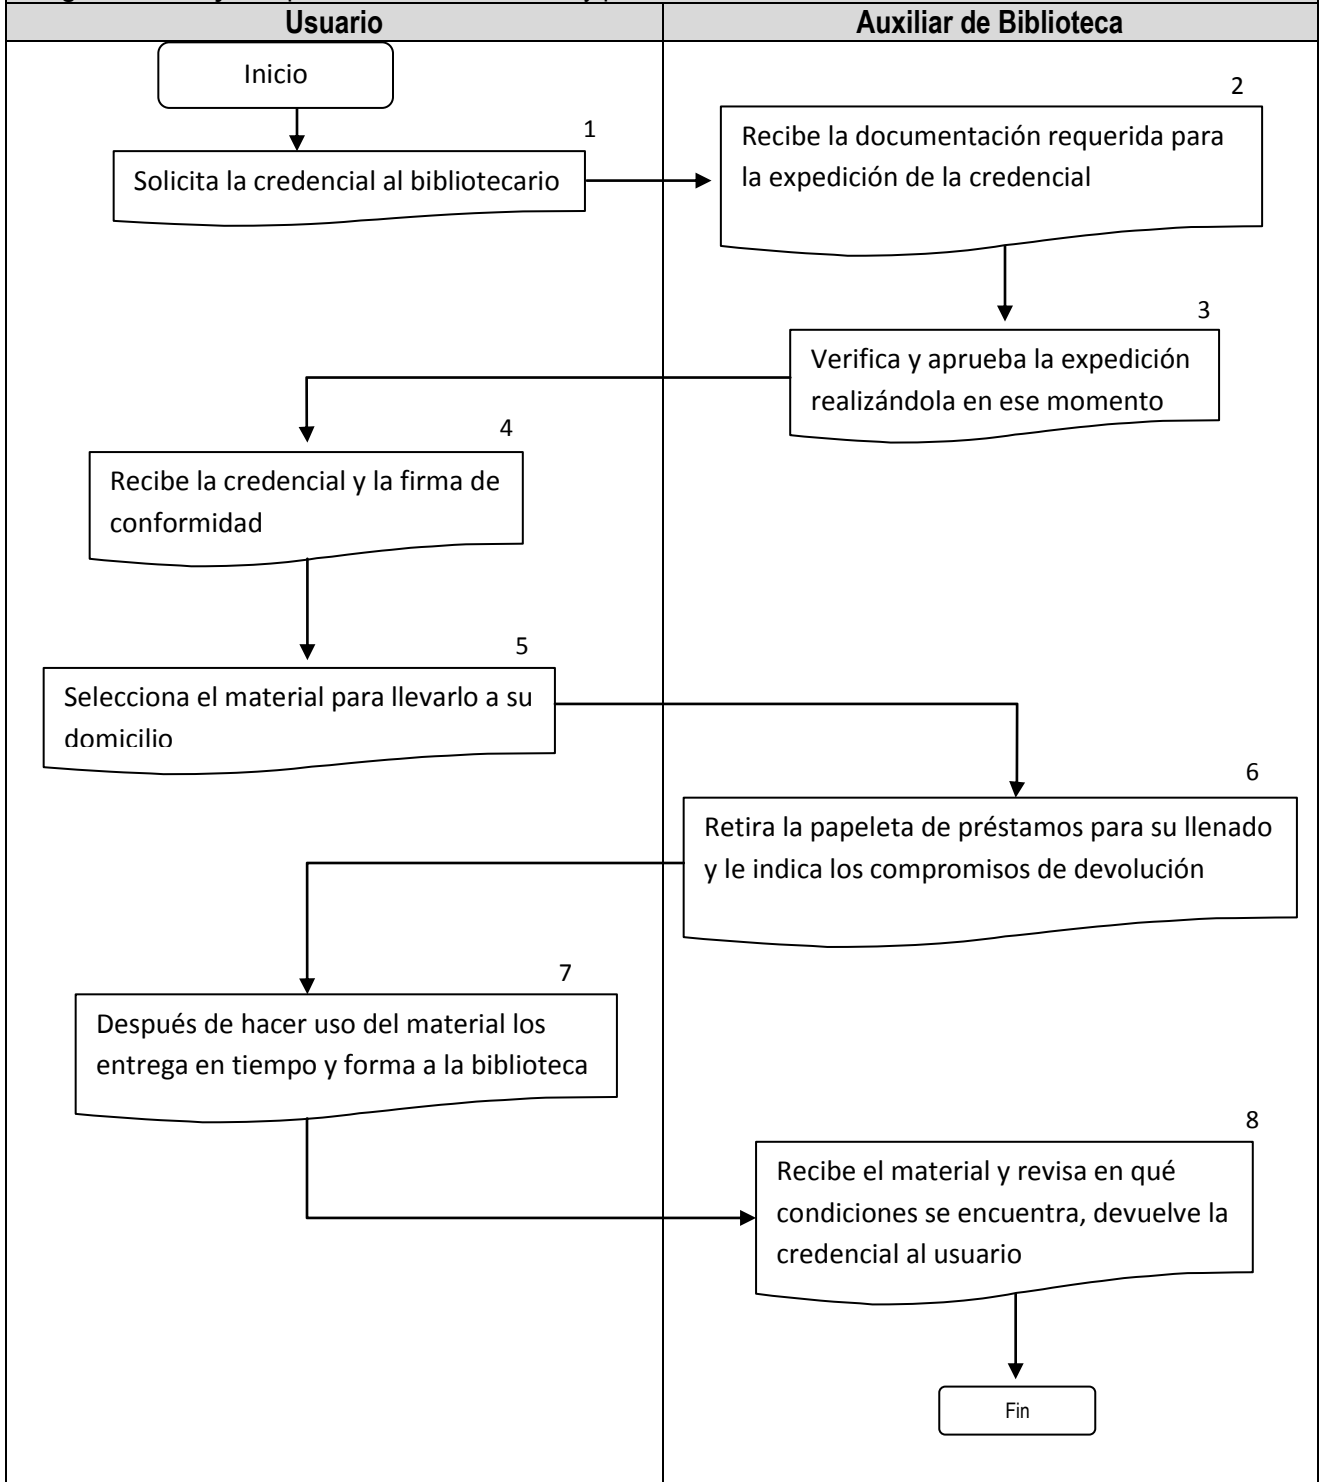 Usuario
Auxiliar de Biblioteca
Inicio
1
Solicita la credencial al bibliotecario
2
Recibe la documentación requerida para
la expedición de la credencial
3
Verifica y aprueba la expedición
realizándola en ese momento
4
Recibe la credencial y la firma de
conformidad
5
Selecciona el material para llevarlo a su
domicilio
6
Retira la papeleta de préstamos para su llenado
y le indica los compromisos de devolución
7
Después de hacer uso del material los
entrega en tiempo y forma a la biblioteca
8
Recibe el material y revisa en qué
condiciones se encuentra, devuelve la
credencial al usuario
Fin